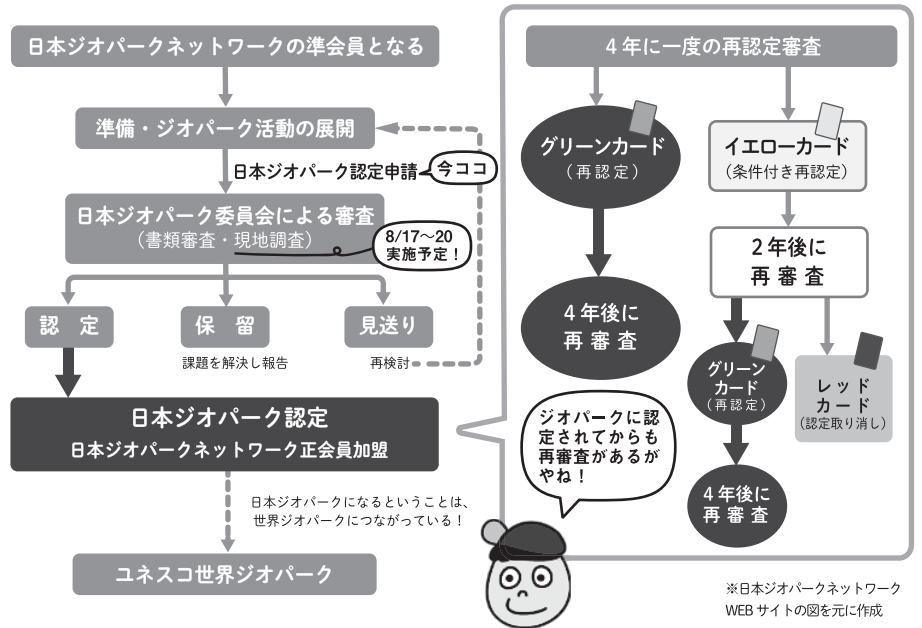 日本ジオパークネットワークの準会員となる
準備・ジオパーク活動の展開
日本ジオパーク認定申請
今ココ
日本ジオパーク委員会による審査
（書類審査・現地調査）
8/17～20
実施予定！
認　定
保　留
見送り
課題を解決し報告
再検討
日本ジオパーク認定
日本ジオパークネットワーク正会員加盟
日本ジオパークになるということは、
世界ジオパークにつながっている！
ユネスコ世界ジオパーク
4年に一度の再認定審査
グリーンカード
（再認定）
4年後に
再審査
イエローカード
（条件付き再認定）
2年後に
再審査
グリーン
カード
（再認定）
4年後に
再審査
レッド
カード
（認定取り消し）
ジオパークに認
定されてからも
再審査があるが
やね！
※日本ジオパークネットワーク
WEBサイトの図を元に作成